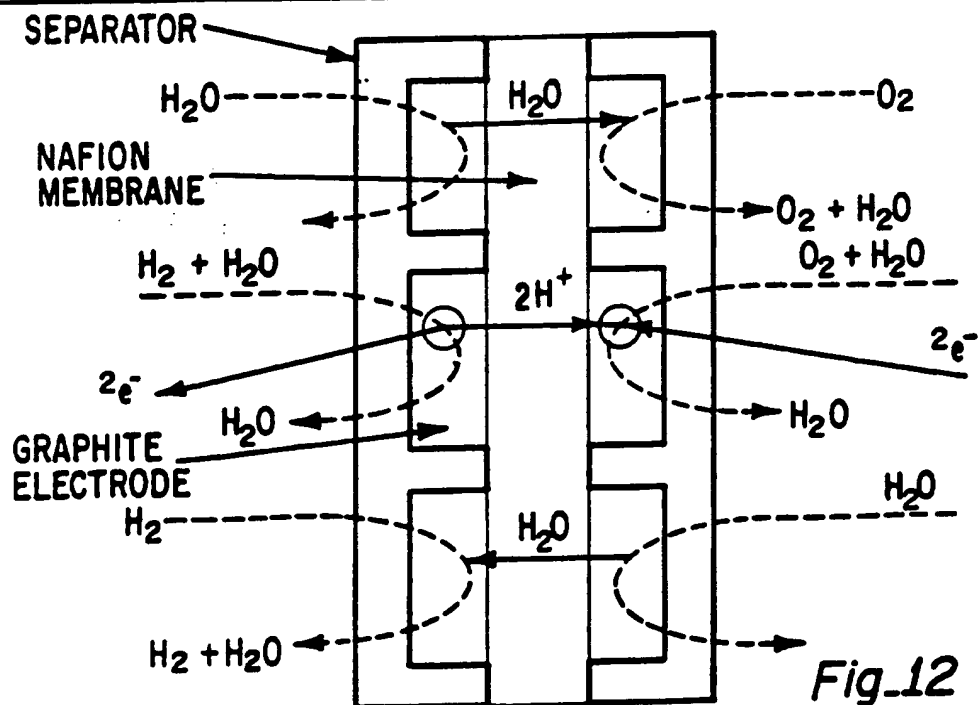 SEPARATOR
H₂O
H₂O
O₂
NAFION
MEMBRANE
O₂ + H₂O
H₂ + H₂O
O₂ + H₂O
2H⁺
2e⁻
2e⁻
H₂O
H₂O
GRAPHITE
ELECTRODE
H₂
H₂O
H₂O
H₂ + H₂O
Fig_12